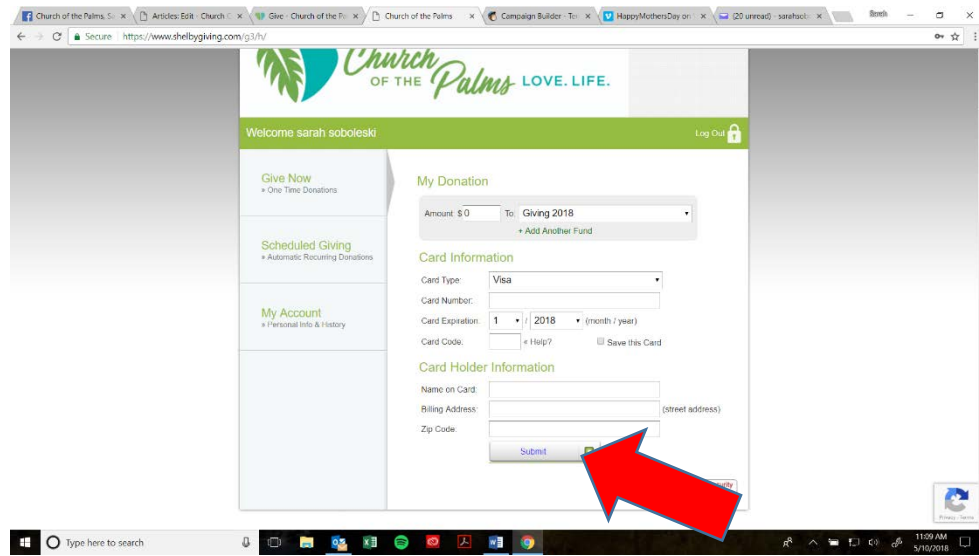 Church of the Palms, S
Articles: Edit - Church C
Give - Church of the Pa
Church of the Palms
Campaign Builder - Ten
HappyMothersDay on
(20 unread) - sarahsob
Sarah
Secure https://www.shelbygiving.com/g3/h/
Church
OF THE Palms LOVE. LIFE.
Welcome sarah soboleski
Log Out
Give Now
» One Time Donations
Scheduled Giving
» Automatic Recurring Donations
My Account
» Personal Info & History
My Donation
Amount: $ 0 To: Giving 2018
+ Add Another Fund
Card Information
Card Type: Visa
Card Number:
Card Expiration: 1 / 2018 (month / year)
Card Code: « Help? Save this Card
Card Holder Information
Name on Card:
Billing Address: (street address)
Zip Code:
Submit
Privacy - Terms
Type here to search
11:09 AM
5/10/2018